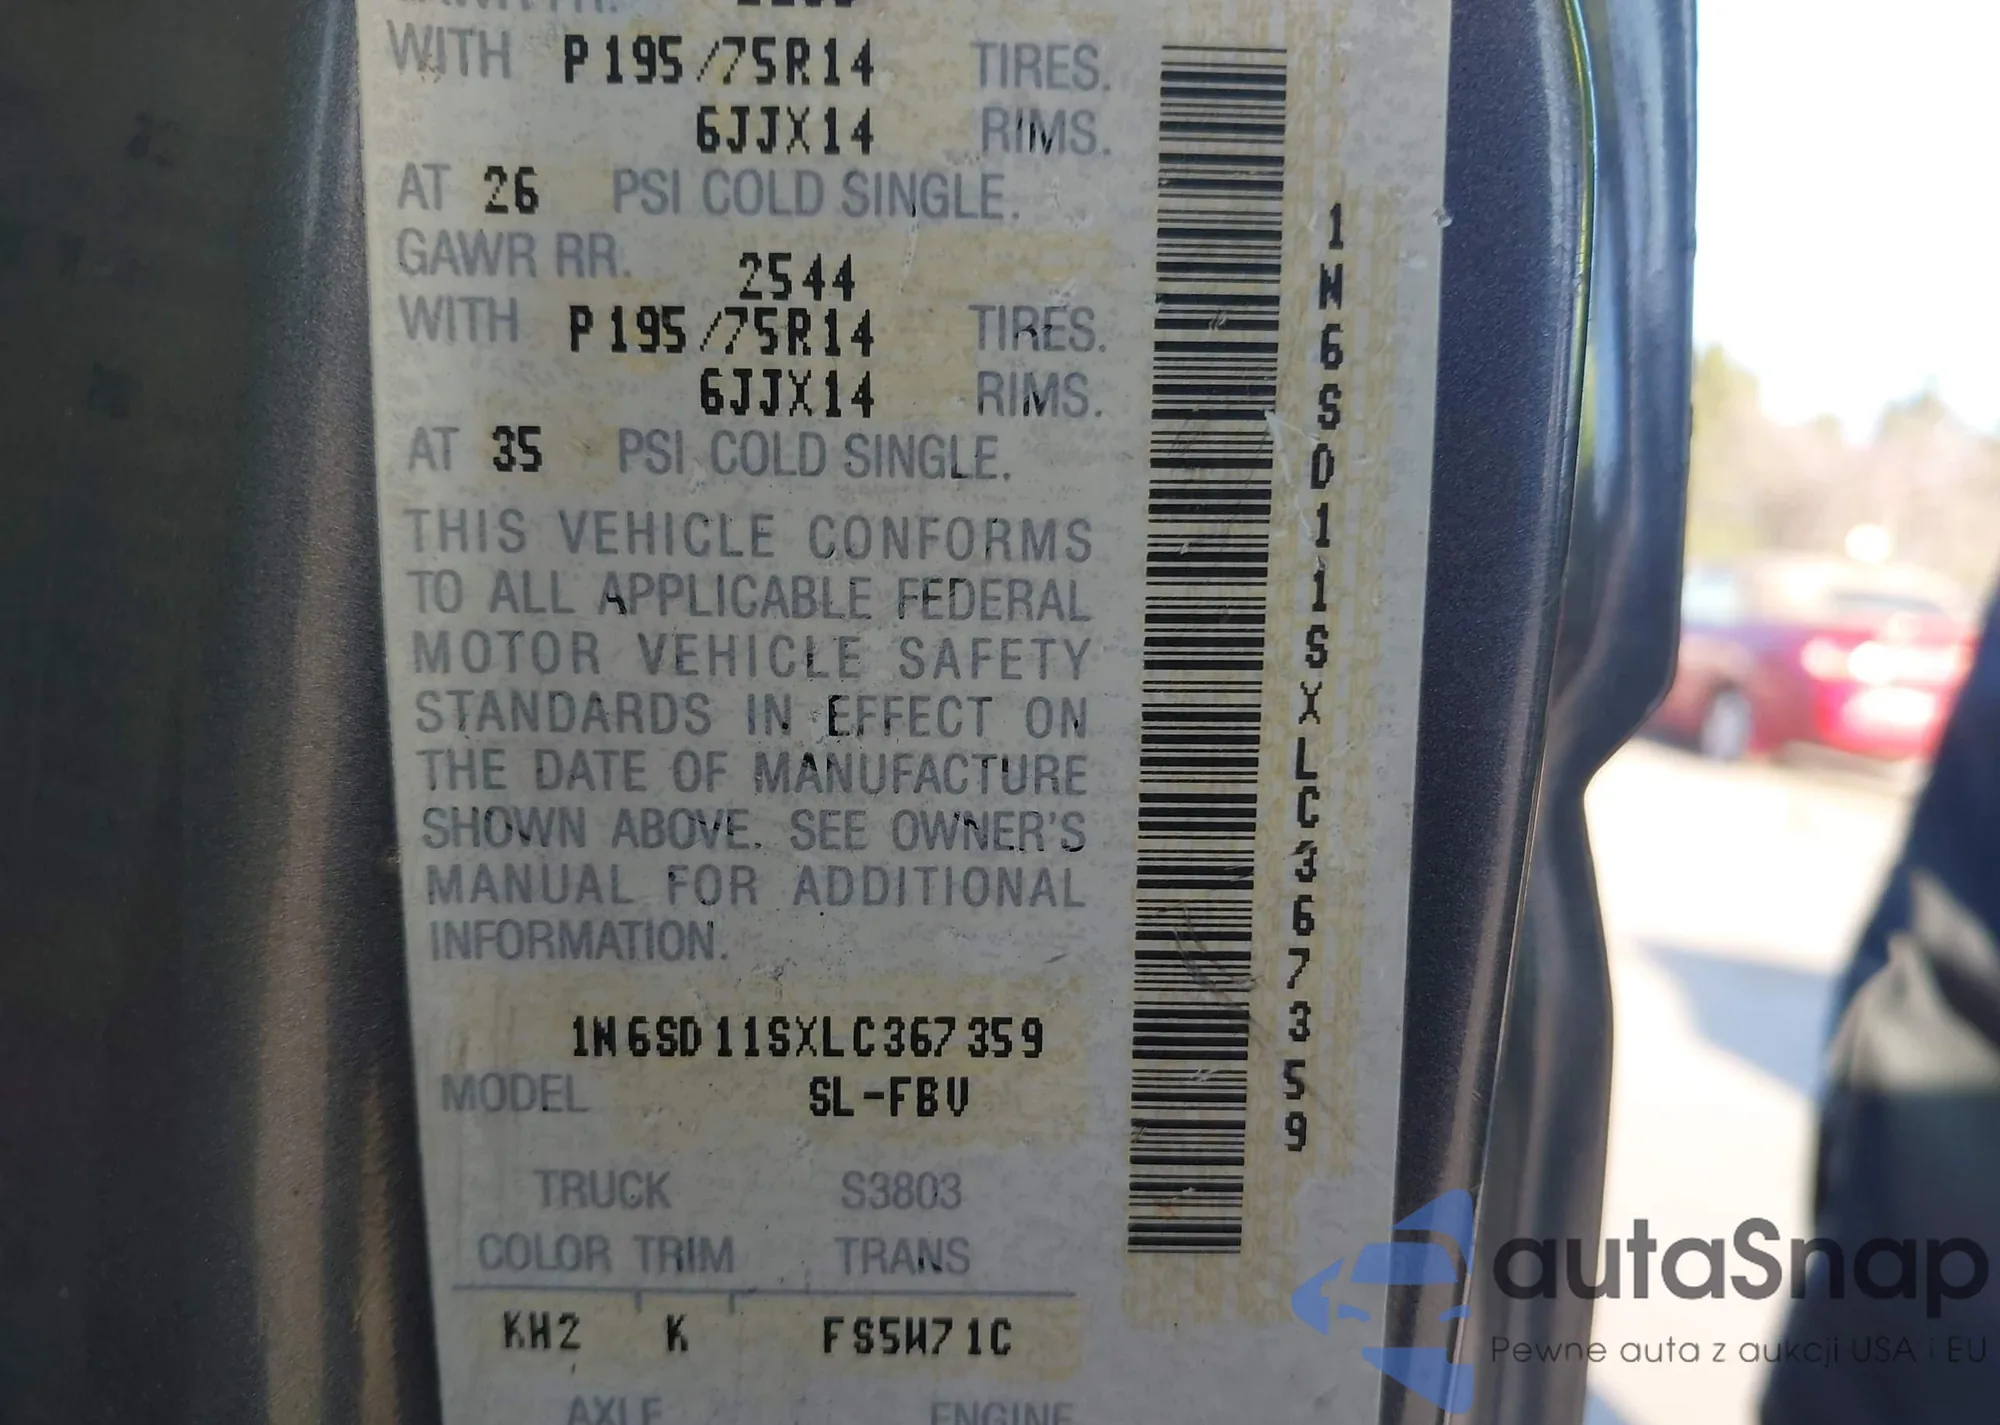 WITH P195/75R14 TIRES.
6JJX14 RIMS.
AT 26 PSI COLD SINGLE.
GAWR RR. 2544
WITH P195/75R14 TIRES.
6JJX14 RIMS.
AT 35 PSI COLD SINGLE.
THIS VEHICLE CONFORMS
TO ALL APPLICABLE FEDERAL
MOTOR VEHICLE SAFETY
STANDARDS IN EFFECT ON
THE DATE OF MANUFACTURE
SHOWN ABOVE. SEE OWNER'S
MANUAL FOR ADDITIONAL
INFORMATION.
1N6SD11SXLC367359
MODEL SL-FBU
TRUCK S3803
COLOR TRIM TRANS
KH2 K FS5W71C
AXLE ENGINE
1N6SD11SXLC367359
autaSnap
Pewne auta z aukcji USA i EU